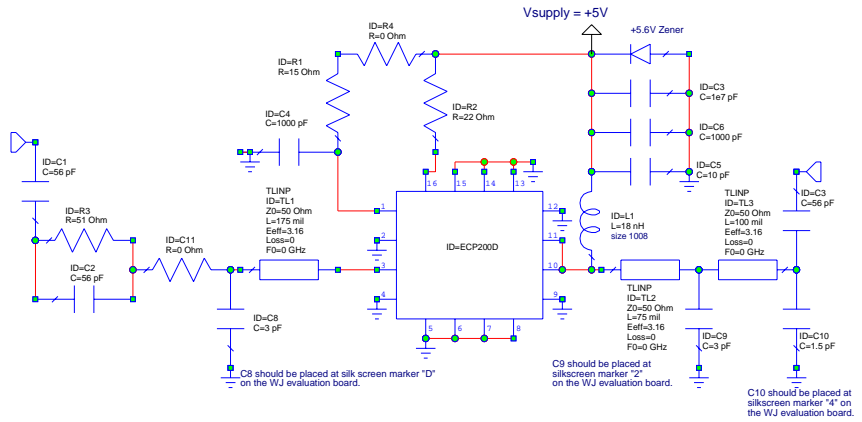 Vsupply = +5V
ID=R4
R=0 Ohm
+5.6V Zener
ID=R1
R=15 Ohm
ID=C3
C=1e7 pF
ID=R2
R=22 Ohm
ID=C4
C=1000 pF
ID=C6
C=1000 pF
ID=C1
C=56 pF
ID=C5
C=10 pF
16
15
14
13
TLINP
ID=TL1
Z0=50 Ohm
L=175 mil
Eeff=3.16
Loss=0
F0=0 GHz
TLINP
ID=TL3
Z0=50 Ohm
L=100 mil
Eeff=3.16
Loss=0
F0=0 GHz
ID=C3
C=56 pF
ID=R3
R=51 Ohm
1
12
ID=L1
L=18 nH
size 1008
ID=C11
R=0 Ohm
2
11
ID=ECP200D
ID=C2
C=56 pF
3
10
4
9
TLINP
ID=TL2
Z0=50 Ohm
L=75 mil
Eeff=3.16
Loss=0
F0=0 GHz
ID=C8
C=3 pF
5
6
7
8
ID=C9
C=3 pF
ID=C10
C=1.5 pF
C8 should be placed at silk screen marker "D"
on the WJ evaluation board.
C9 should be placed at
silkscreen marker "2"
on the WJ evaluation board.
C10 should be placed at
silkscreen marker "4" on
the WJ evaluation board.